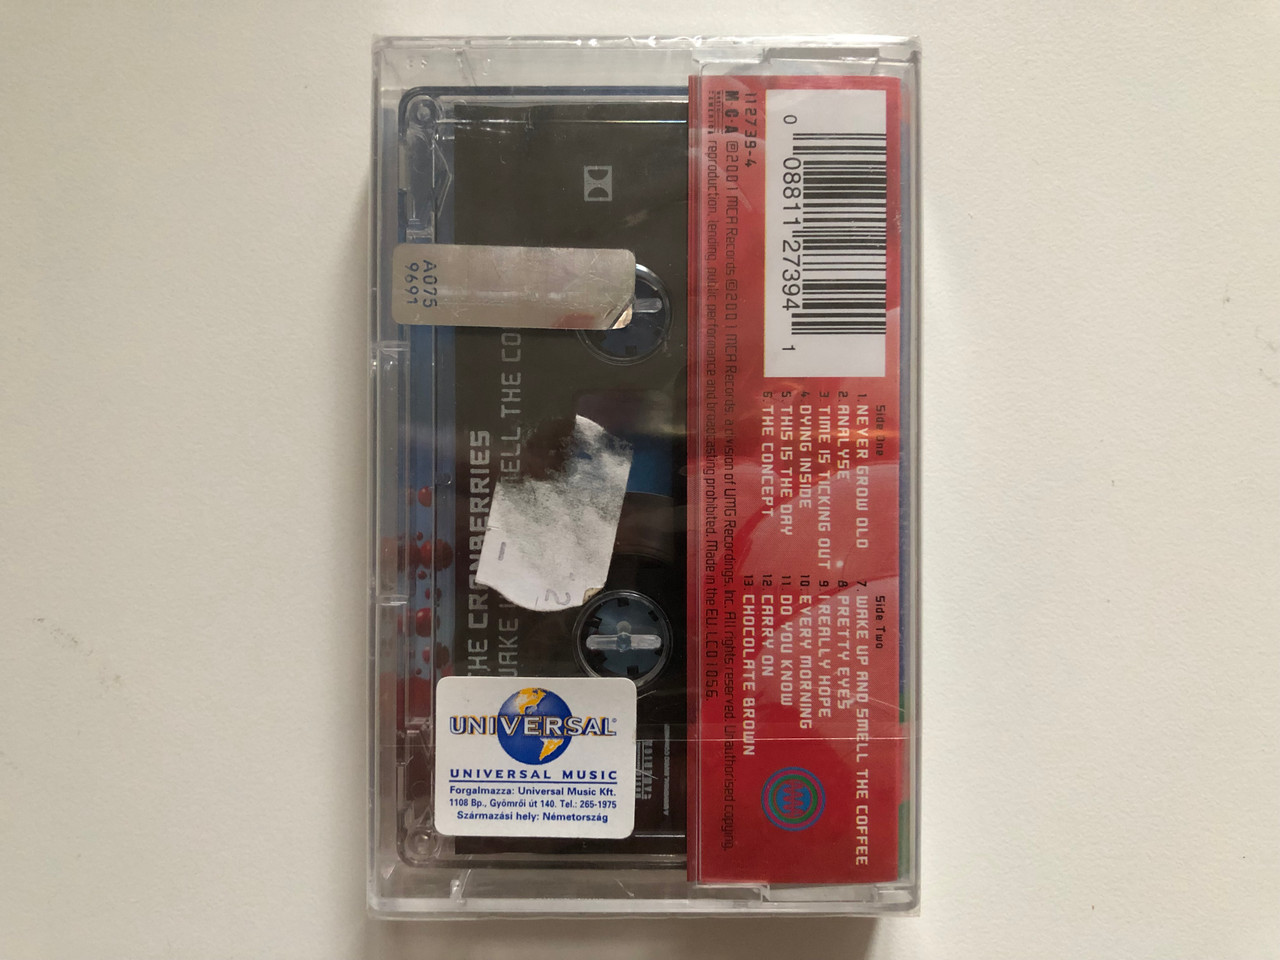 0 08811 27394 1
112739-4
M·C·A ℗2001 MCA Records ©2001 MCA Records, a division of UMG Recordings, Inc. All rights reserved. Unauthorised copying,
reproduction, lending, public performance and broadcasting prohibited. Made in the EU. LC01056.
Side One
1. NEVER GROW OLD
2. ANALYSE
3. TIME IS TICKING OUT
4. DYING INSIDE
5. THIS IS THE DAY
6. THE CONCEPT
Side Two
7. WAKE UP AND SMELL THE COFFEE
8. PRETTY EYES
9. I REALLY HOPE
10. EVERY MORNING
11. DO YOU KNOW
12. CARRY ON
13. CHOCOLATE BROWN
A075
9691
THE CRANBERRIES
WAKE ELL THE CO
2
UNIVERSAL®
UNIVERSAL MUSIC
Forgalmazza: Universal Music Kft.
1108 Bp., Gyömrői út 140. Tel.: 265-1975
Származási hely: Németország